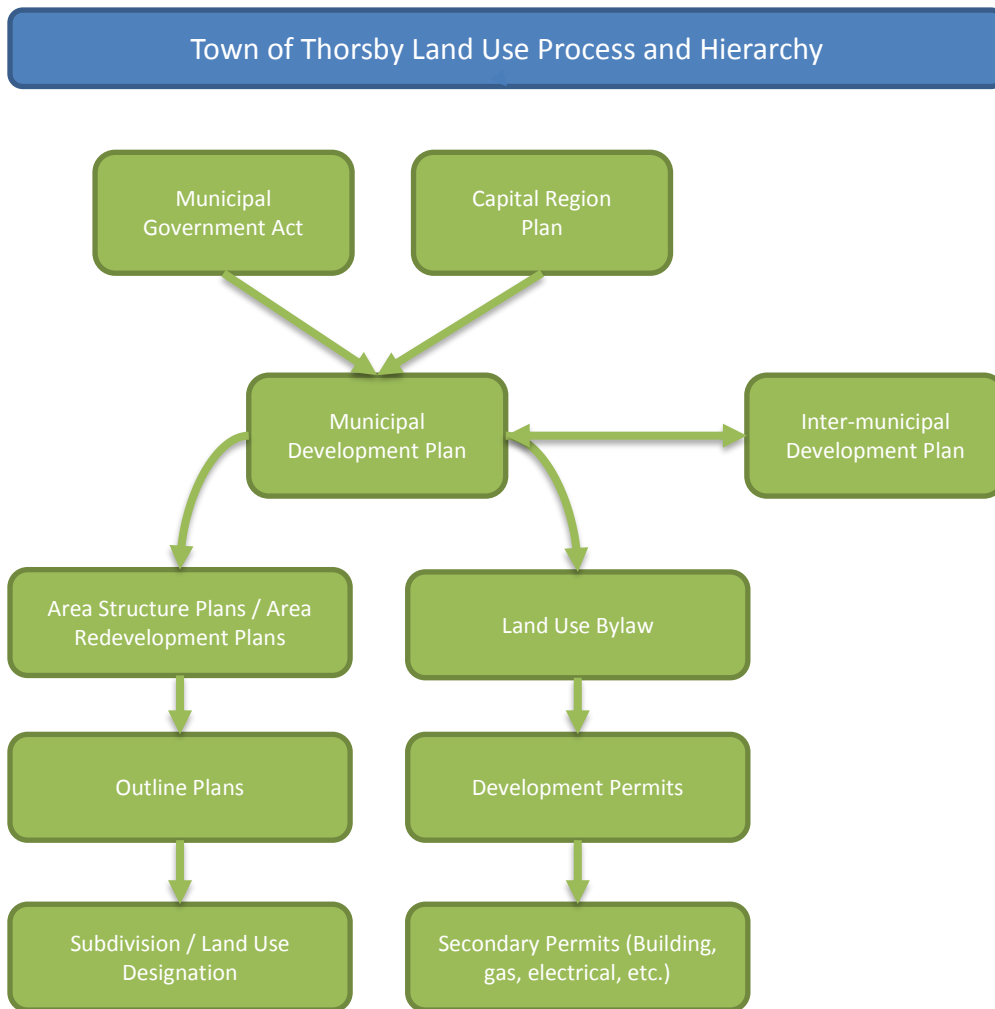 Town of Thorsby Land Use Process and Hierarchy
Municipal
Government Act
Capital Region
Plan
Municipal
Development Plan
Inter-municipal
Development Plan
Area Structure Plans / Area
Redevelopment Plans
Land Use Bylaw
Outline Plans
Development Permits
Subdivision / Land Use
Designation
Secondary Permits (Building,
gas, electrical, etc.)